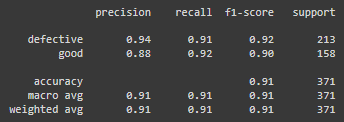 precision recall f1-score support
defective 0.94 0.91 0.92 213
good 0.88 0.92 0.90 158
accuracy 0.91 371
macro avg 0.91 0.91 0.91 371
weighted avg 0.91 0.91 0.91 371